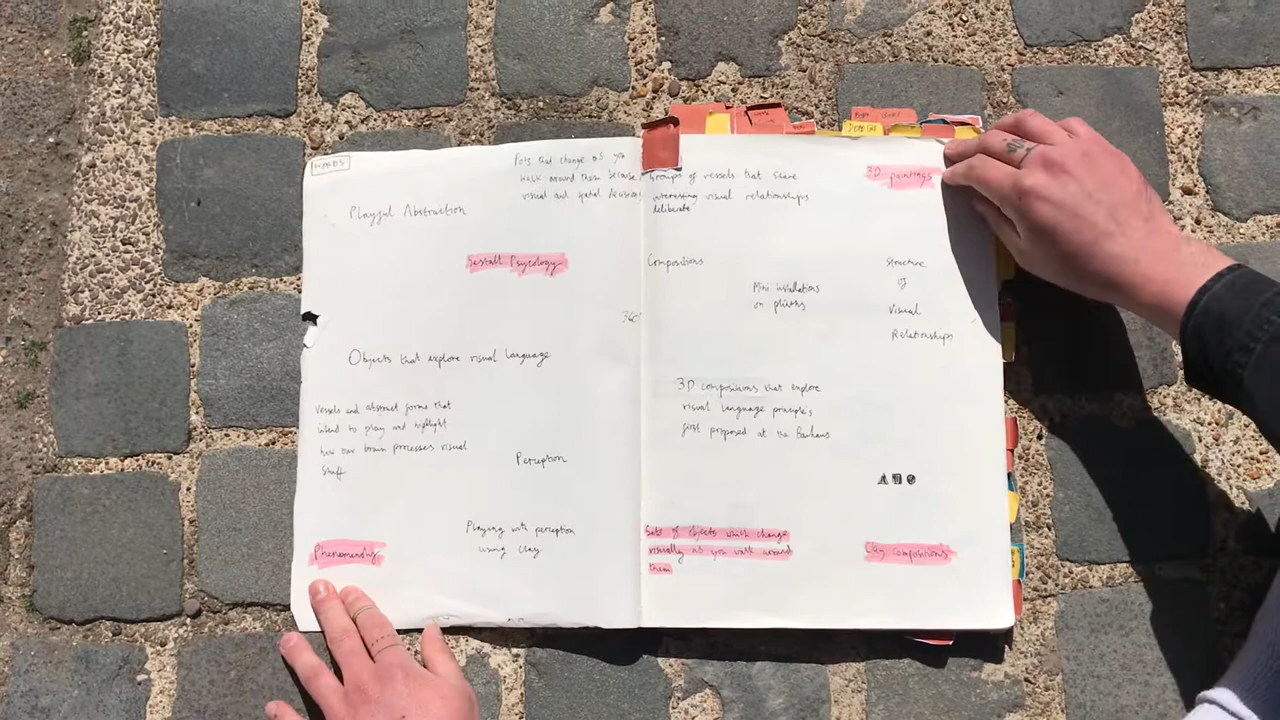 WORDS
Pots that change as you
walk around them because
visual and spatial decisions
Playful Abstraction
Gestalt Psycology
360
Objects that explore visual language
Vessels and abstract forms that
intend to play and highlight
how our brain processes visual
stuff
Perception
Phenomenolgy
Playing with perception
using clay
Groups of vessels that share
interesting visual relationships
deliberate
3D paintings
Compositions
Mini installations
on plinths
Structure
of
Visual
Relationships
3D compositions that explore
visual language principle's
first proposed at the Bauhaus
Sets of objects which change
visually as you walk around
them
Clay compositions